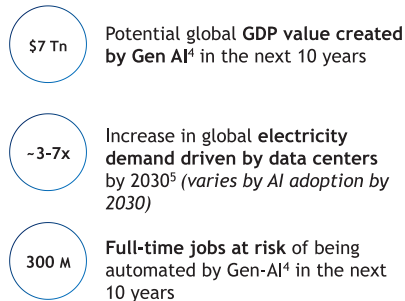 $7 Tn
Potential global GDP value created
by Gen AI⁴ in the next 10 years
~3-7x
Increase in global electricity
demand driven by data centers
by 2030⁵ (varies by AI adoption by
2030)
300 M
Full-time jobs at risk of being
automated by Gen-AI⁴ in the next
10 years